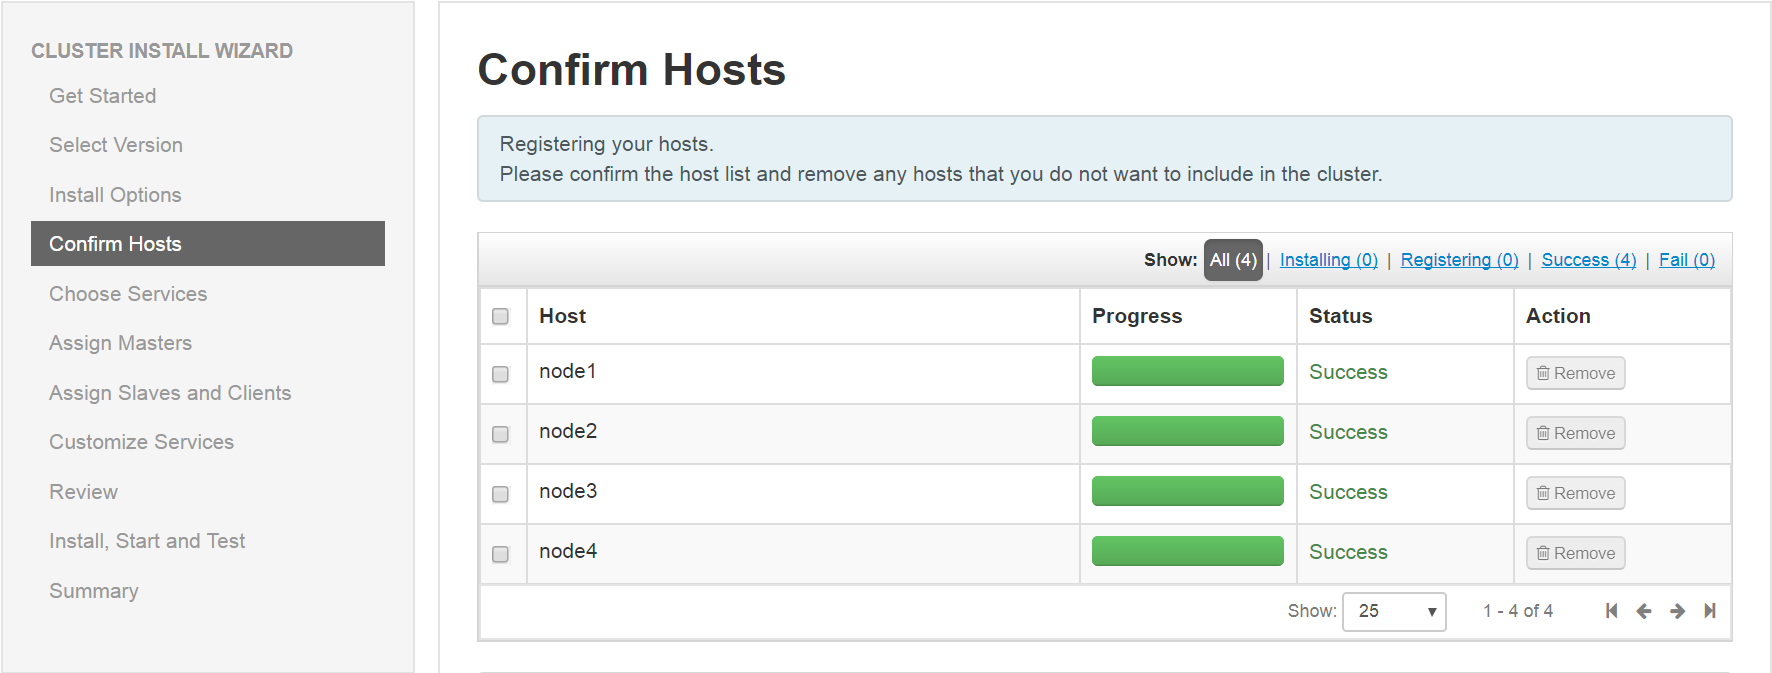 CLUSTER INSTALL WIZARD
Get Started
Select Version
Install Options
Confirm Hosts
Choose Services
Assign Masters
Assign Slaves and Clients
Customize Services
Review
Install, Start and Test
Summary
Confirm Hosts
Registering your hosts.
Please confirm the host list and remove any hosts that you do not want to include in the cluster.
Show: All (4) | Installing (0) | Registering (0) | Success (4) | Fail (0)
Host Progress Status Action
node1 Success Remove
node2 Success Remove
node3 Success Remove
node4 Success Remove
Show: 25 1 - 4 of 4